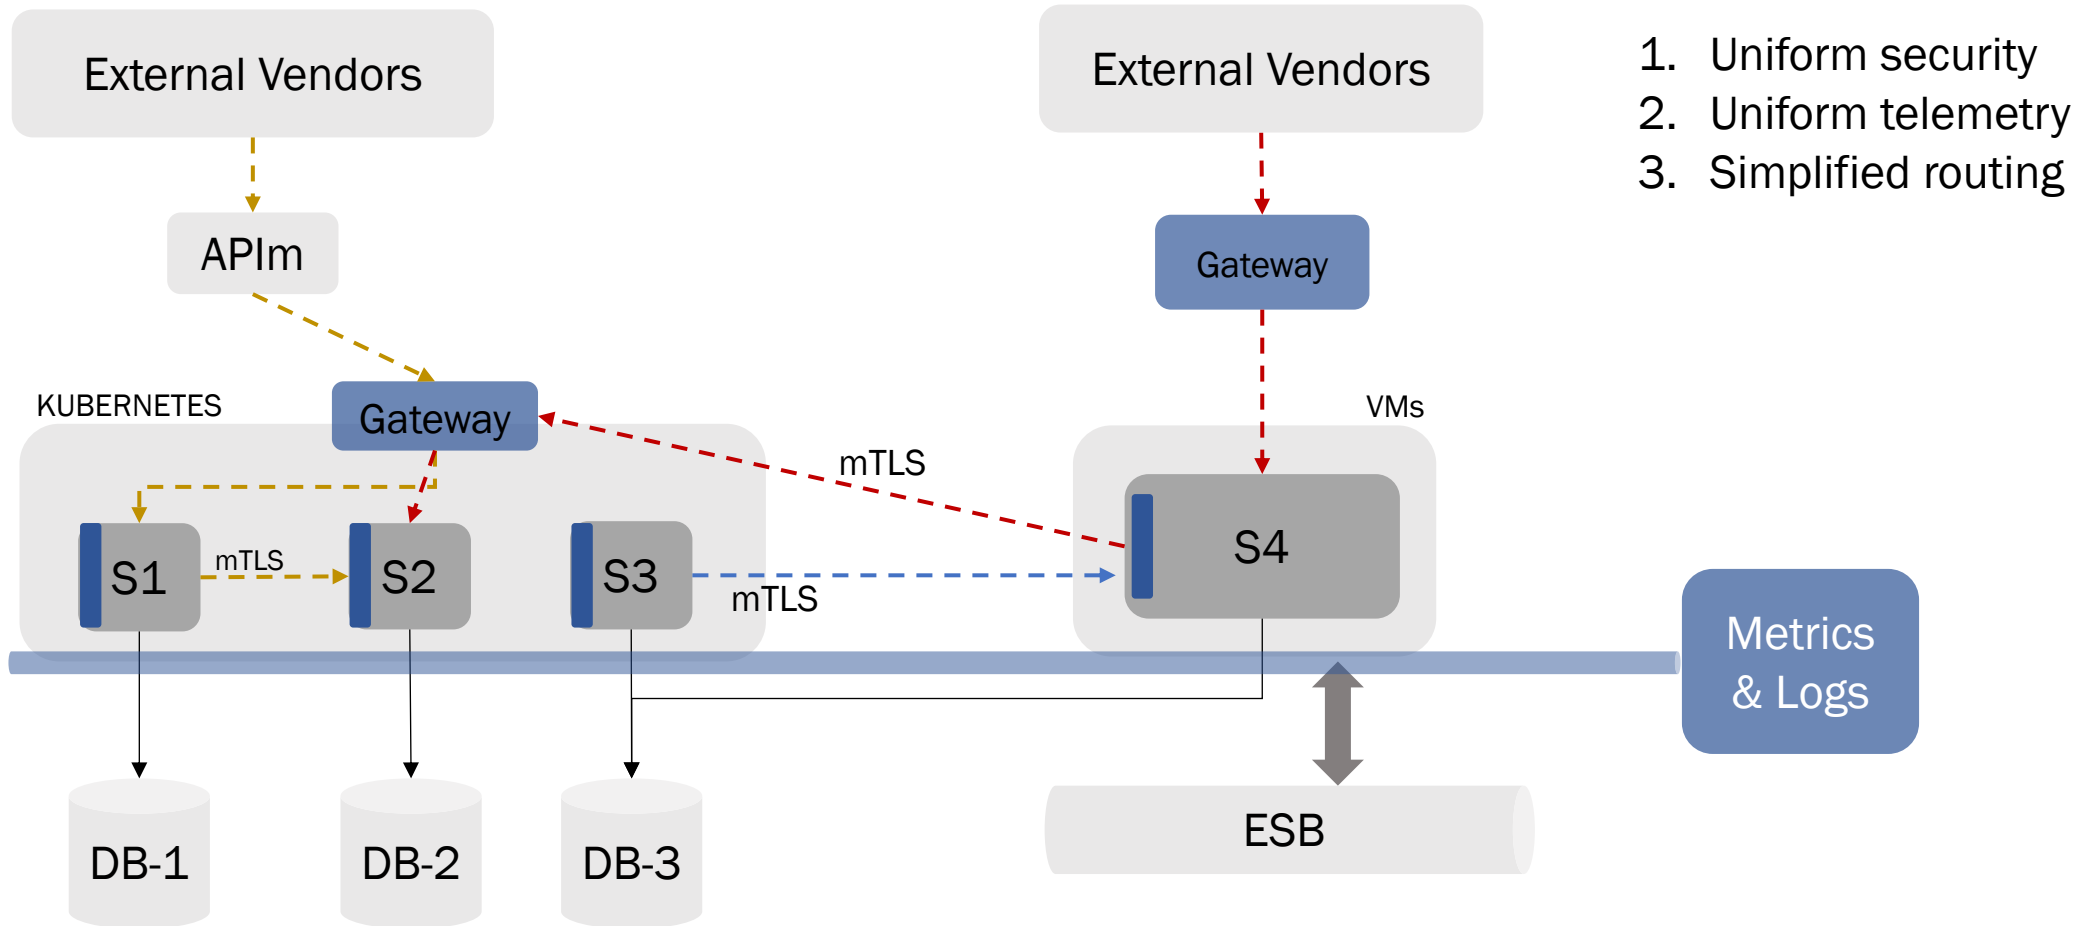 External Vendors
External Vendors
1. Uniform security
2. Uniform telemetry
3. Simplified routing
APIm
Gateway
KUBERNETES
Gateway
VMs
mTLS
S1
mTLS
S2
S3
mTLS
S4
Metrics
& Logs
DB-1
DB-2
DB-3
ESB